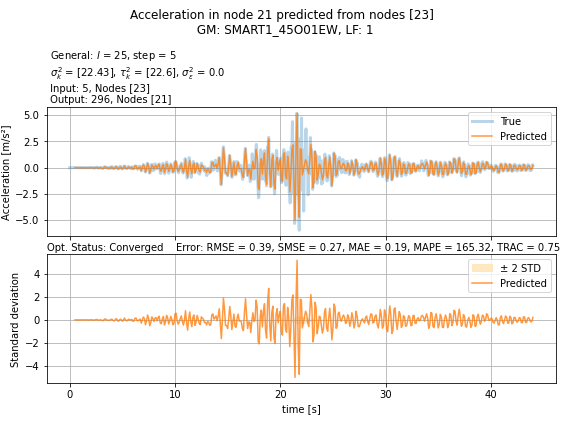 Acceleration in node 21 predicted from nodes [23]
GM: SMART1_45O01EW, LF: 1
General: l = 25, step = 5
σ²ₖ = [22.43], τ²ₖ = [22.6], σ²ε = 0.0
Input: 5, Nodes [23]
Output: 296, Nodes [21]
Acceleration [m/s²]
5.0
2.5
0.0
−2.5
−5.0
True
Predicted
Opt. Status: Converged Error: RMSE = 0.39, SMSE = 0.27, MAE = 0.19, MAPE = 165.32, TRAC = 0.75
Standard deviation
4
2
0
−2
−4
± 2 STD
Predicted
0 10 20 30 40
time [s]